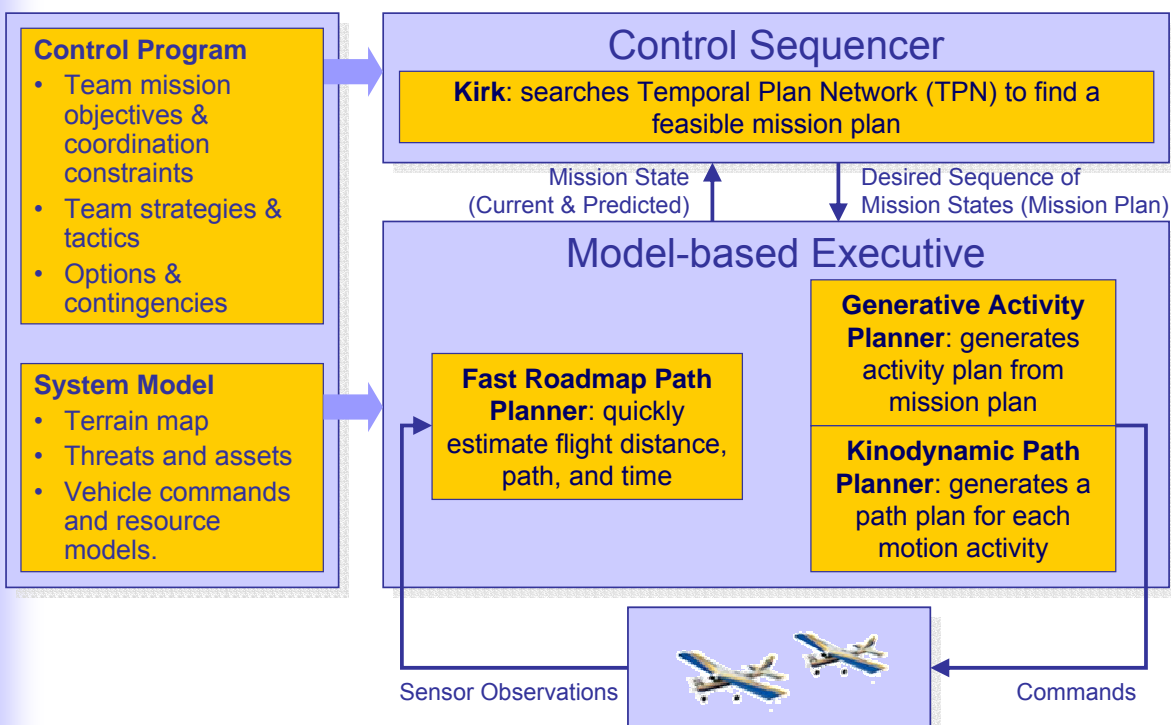 Control Program
• Team mission
objectives &
coordination
constraints
• Team strategies &
tactics
• Options &
contingencies
System Model
• Terrain map
• Threats and assets
• Vehicle commands
and resource
models.
Control Sequencer
Kirk: searches Temporal Plan Network (TPN) to find a
feasible mission plan
Mission State
(Current & Predicted)
Desired Sequence of
Mission States (Mission Plan)
Model-based Executive
Fast Roadmap Path
Planner: quickly
estimate flight distance,
path, and time
Generative Activity
Planner: generates
activity plan from
mission plan
Kinodynamic Path
Planner: generates a
path plan for each
motion activity
Sensor Observations
Commands